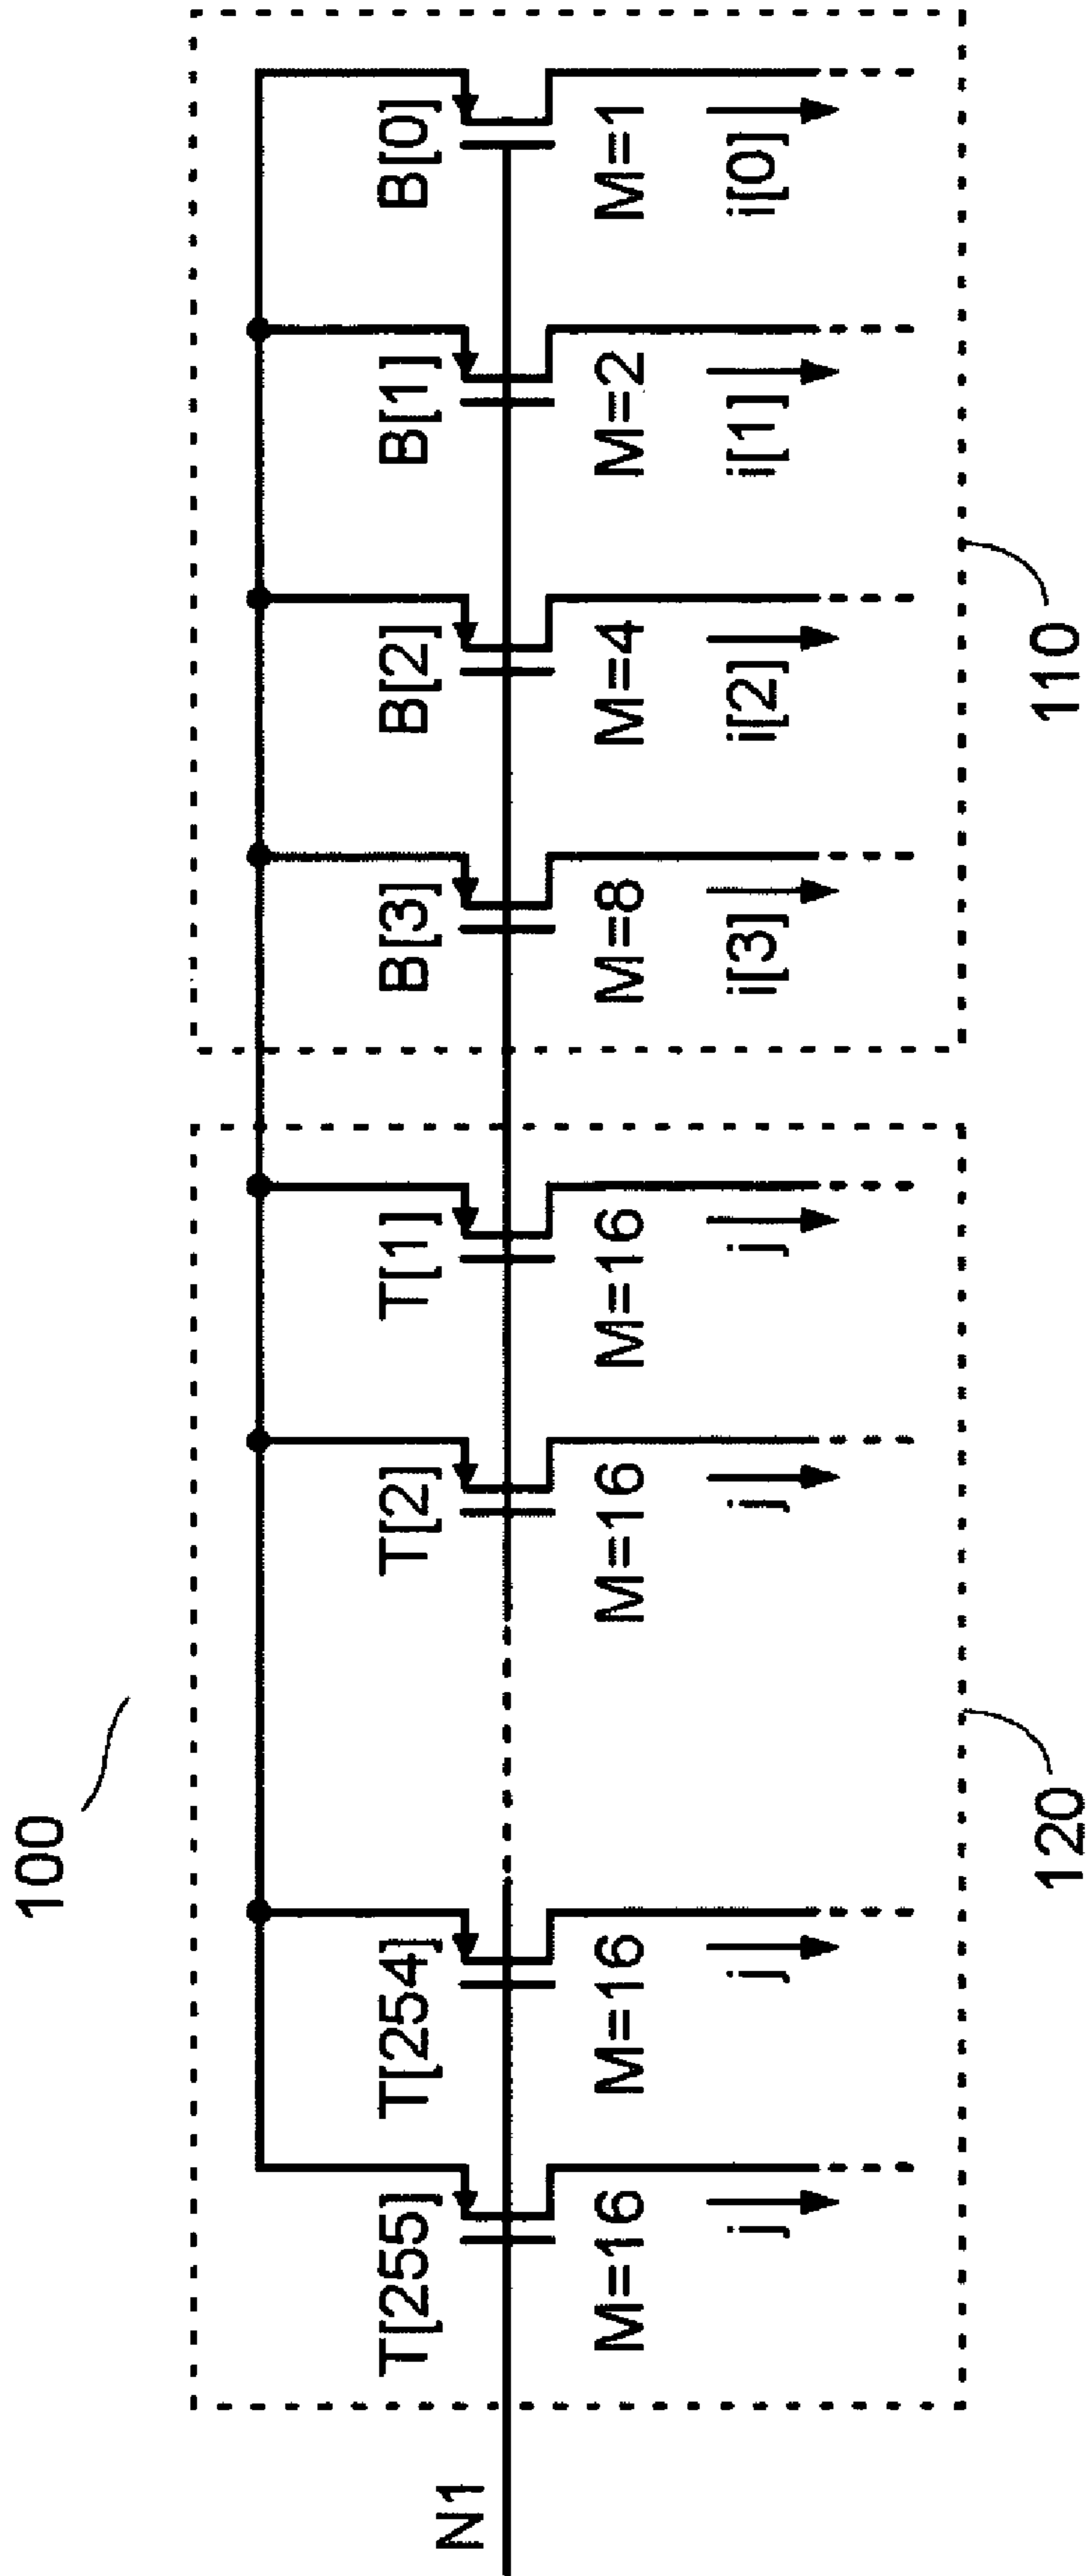 100
T[255] T[254] T[2] T[1] B[3] B[2] B[1] B[0]
N1
M=16 M=16 M=16 M=16 M=8 M=4 M=2 M=1
j j j j i[3] i[2] i[1] i[0]
120 110